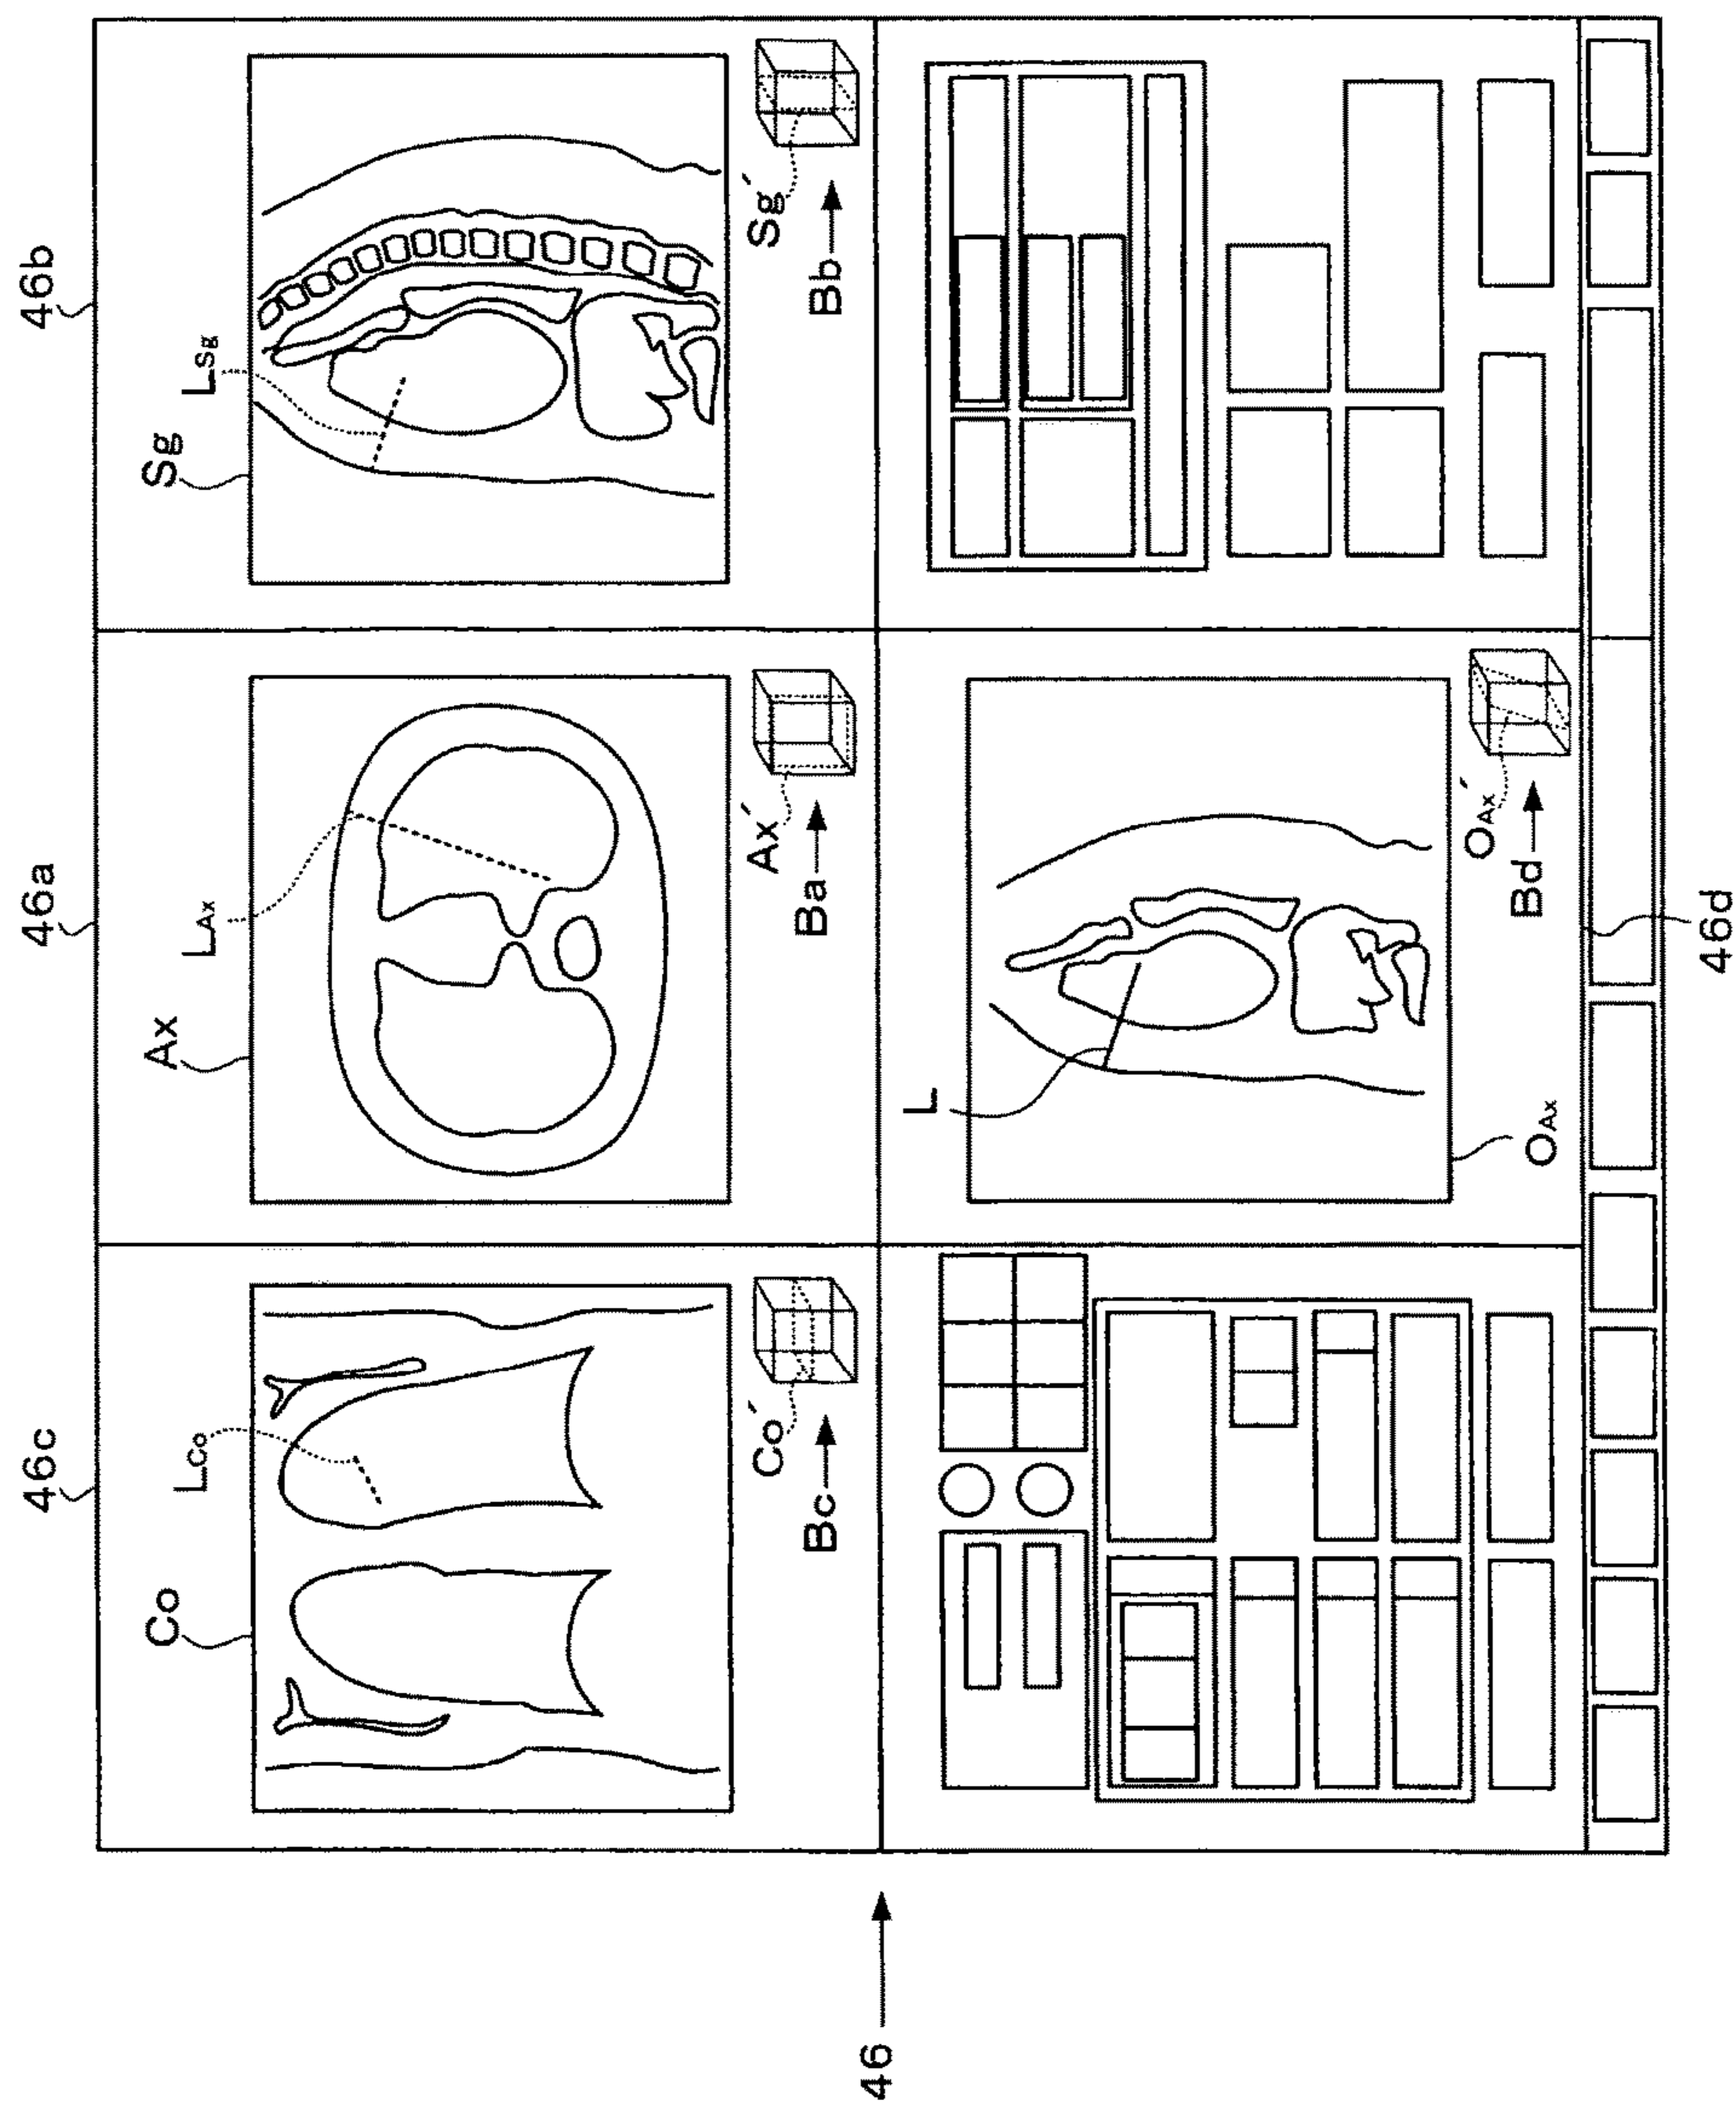 46c
46a
46b
Co
Ax
Sg
LCo
LAx
LSg
Co´
Ax´
Sg´
Bc
Ba
Bb
46
L
OAx´
Bd
OAx
46d